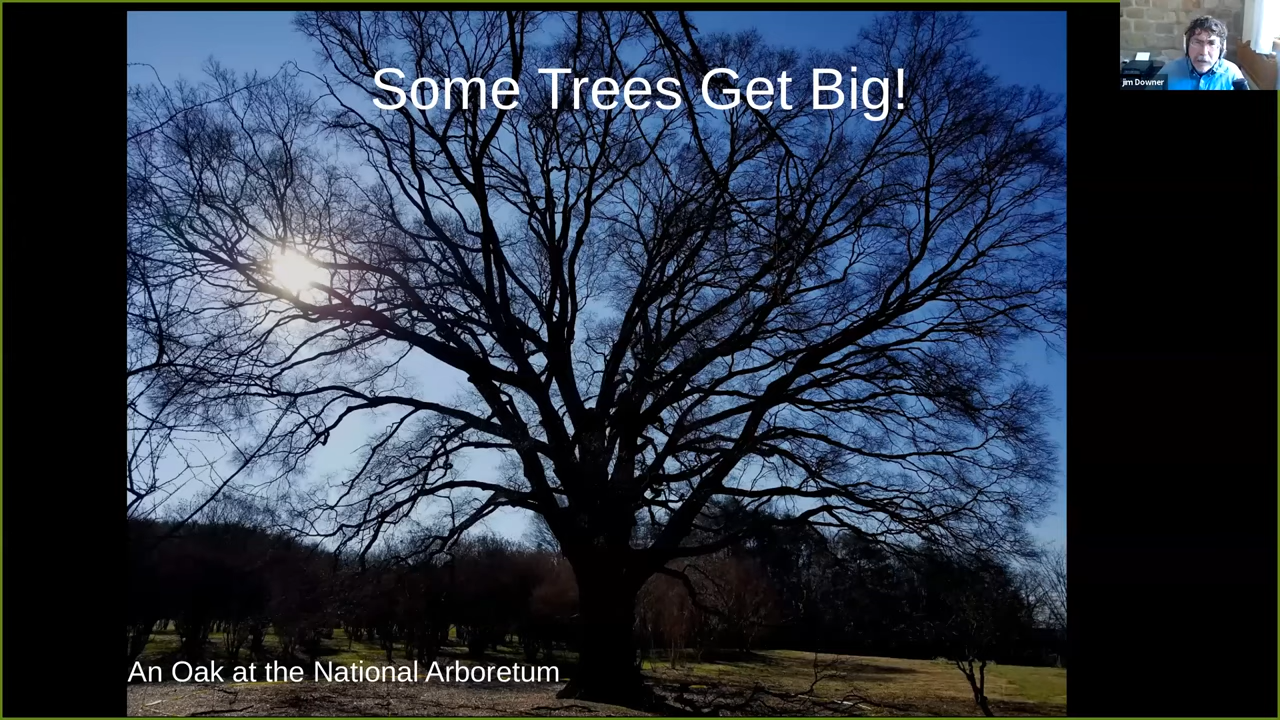 Some Trees Get Big!
jim Downer
An Oak at the National Arboretum